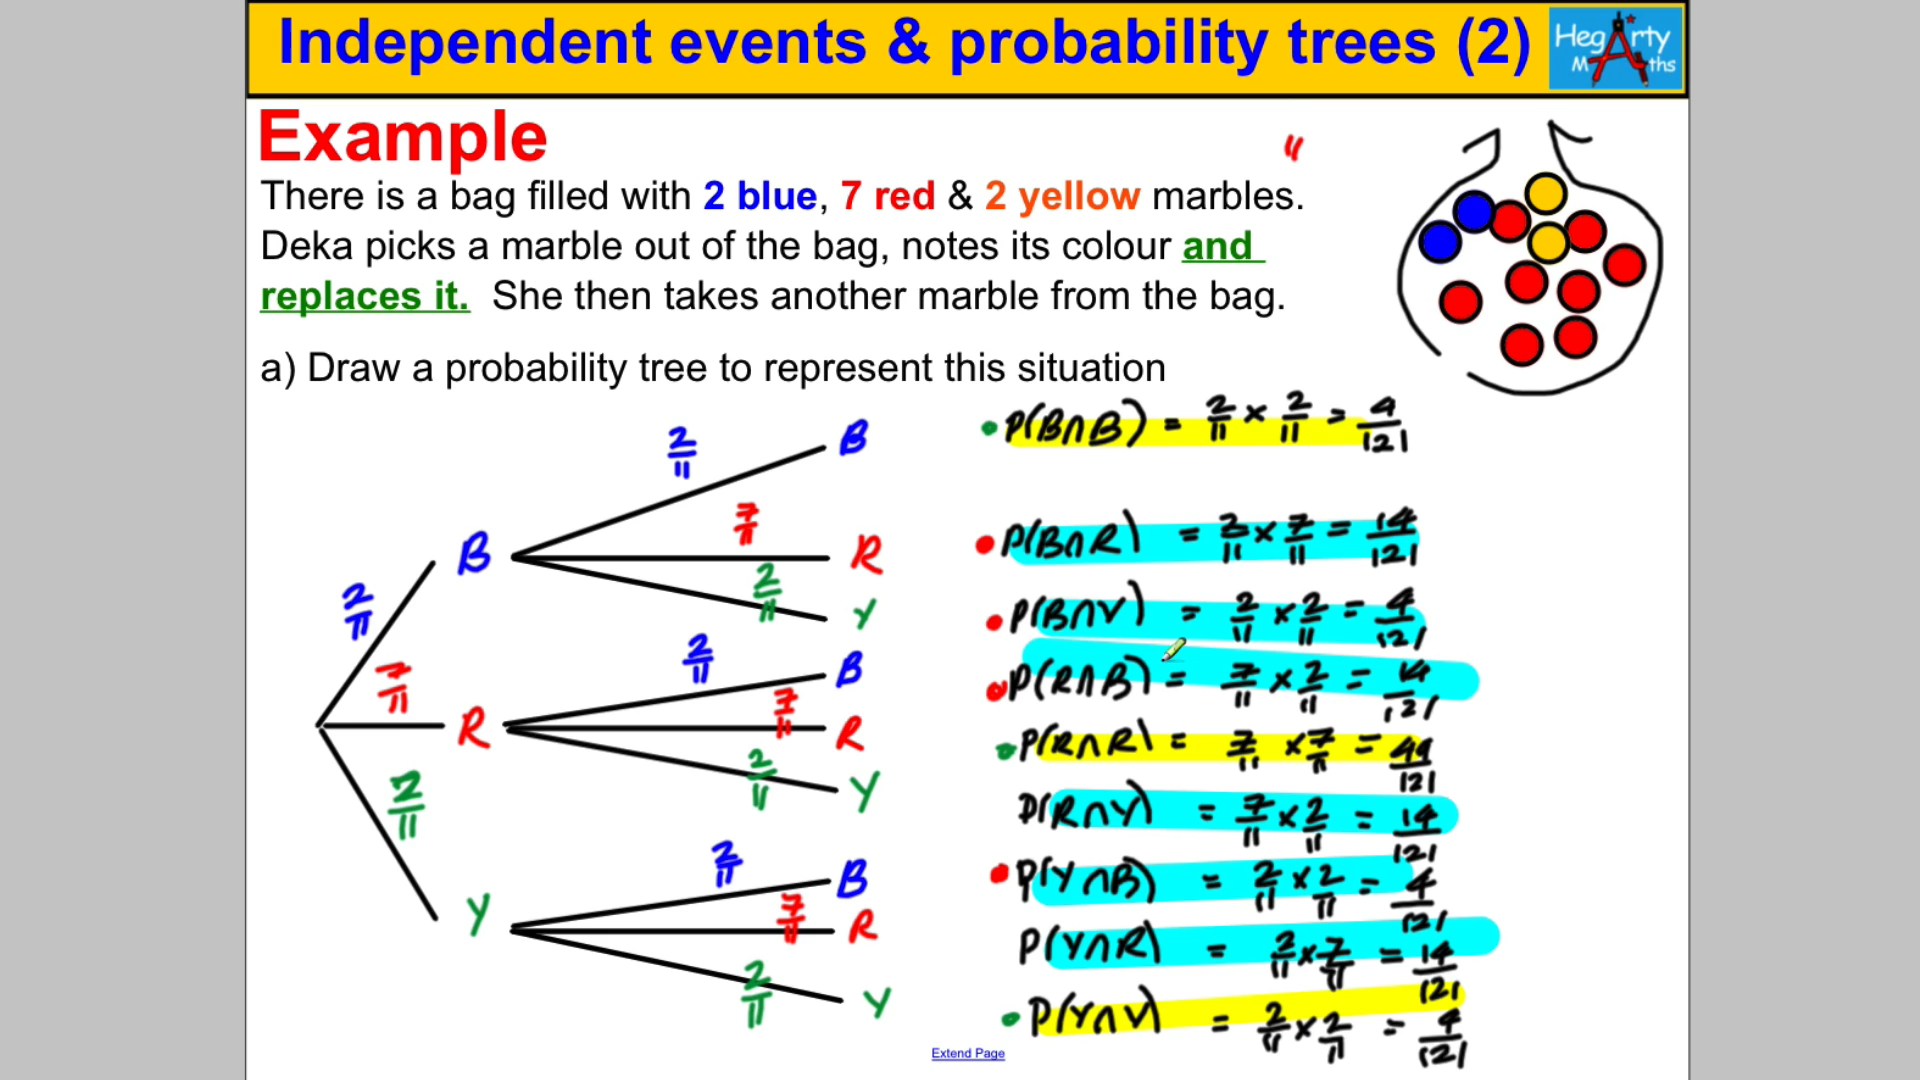 Independent events & probability trees (2)
HegArty
Maths
Example
11
There is a bag filled with 2 blue, 7 red & 2 yellow marbles.
Deka picks a marble out of the bag, notes its colour and
replaces it. She then takes another marble from the bag.
a) Draw a probability tree to represent this situation
2/11 B
7/11 R
2/11 Y
2/11 B
7/11 R
2/11 Y
2/11 B
7/11 R
2/11 Y
2/11 B
7/11 R
2/11 Y
P(B∩B) = 2/11 × 2/11 = 4/121
P(B∩R) = 2/11 × 7/11 = 14/121
P(B∩Y) = 2/11 × 2/11 = 4/121
P(R∩B) = 7/11 × 2/11 = 14/121
P(R∩R) = 7/11 × 7/11 = 49/121
P(R∩Y) = 7/11 × 2/11 = 14/121
P(Y∩B) = 2/11 × 2/11 = 4/121
P(Y∩R) = 2/11 × 7/11 = 14/121
P(Y∩Y) = 2/11 × 2/11 = 4/121
Extend Page